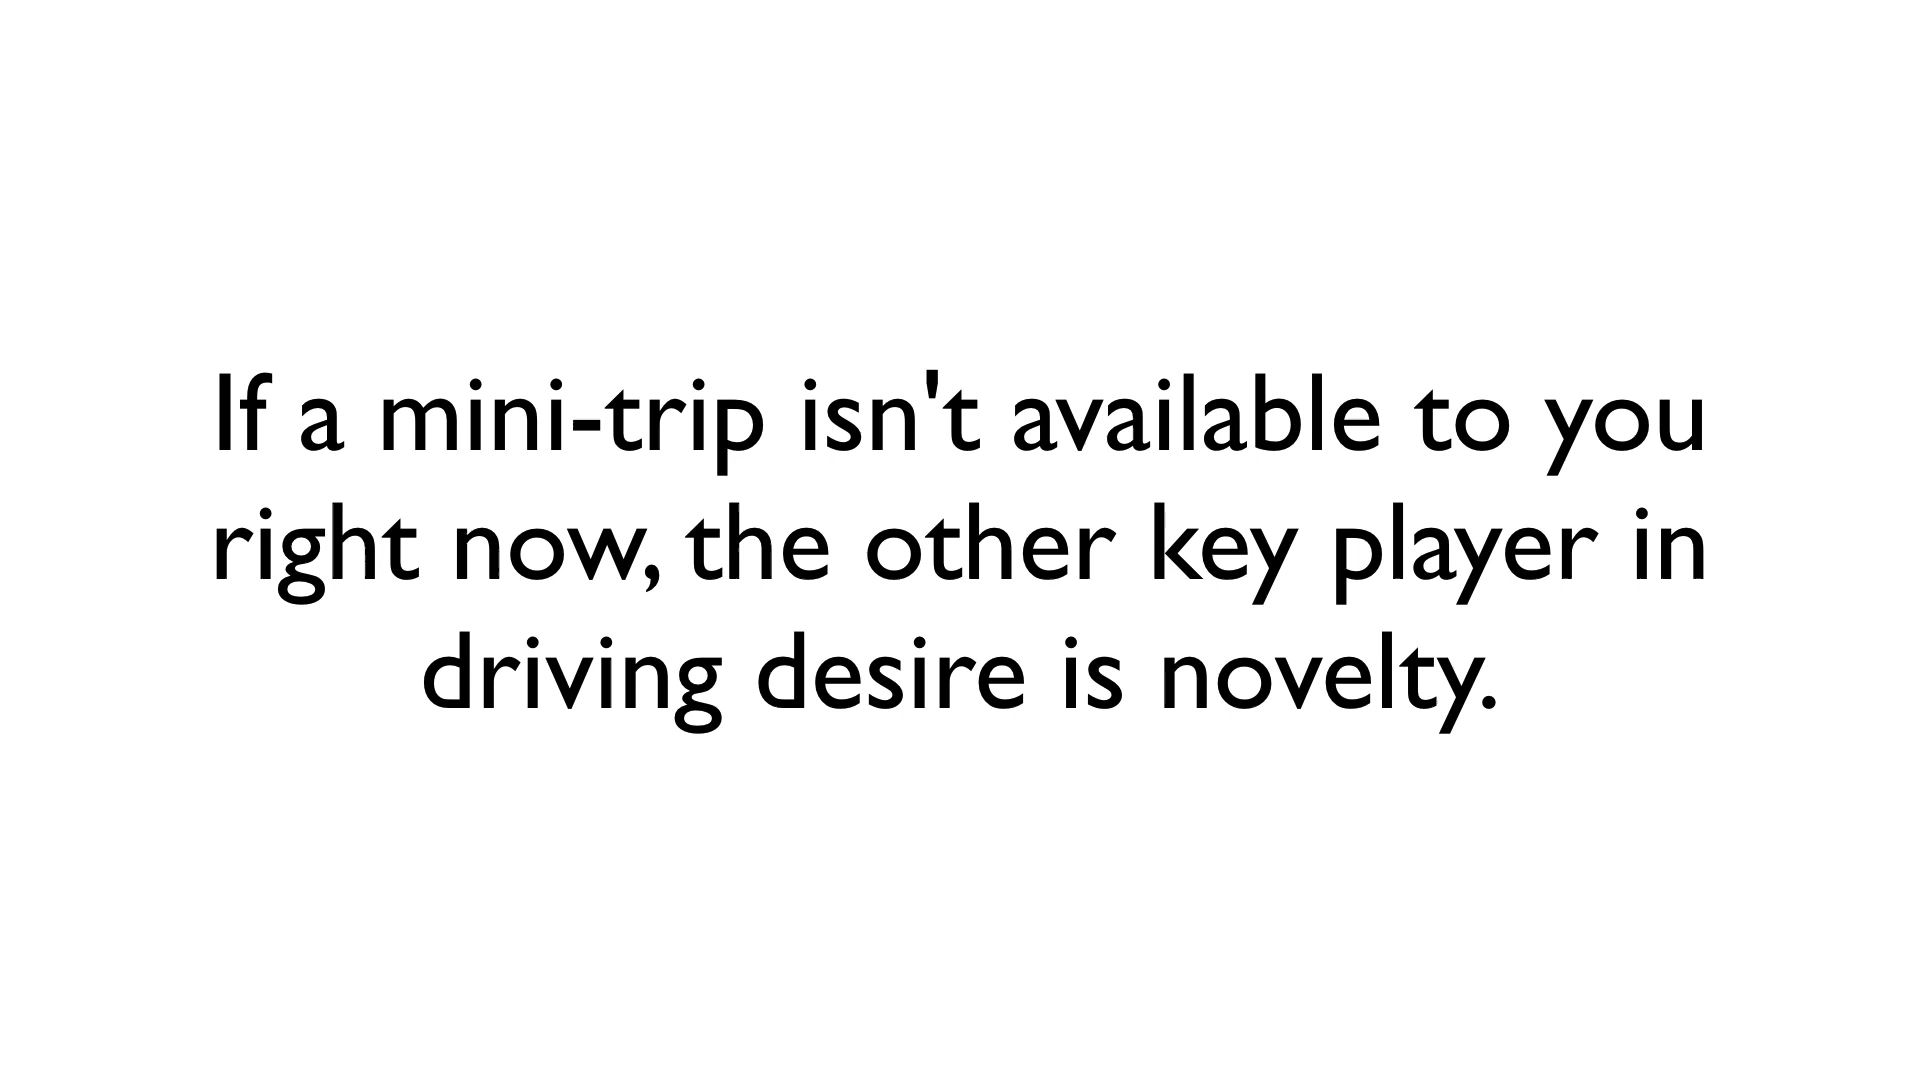 If a mini-trip isn't available to you
right now, the other key player in
driving desire is novelty.